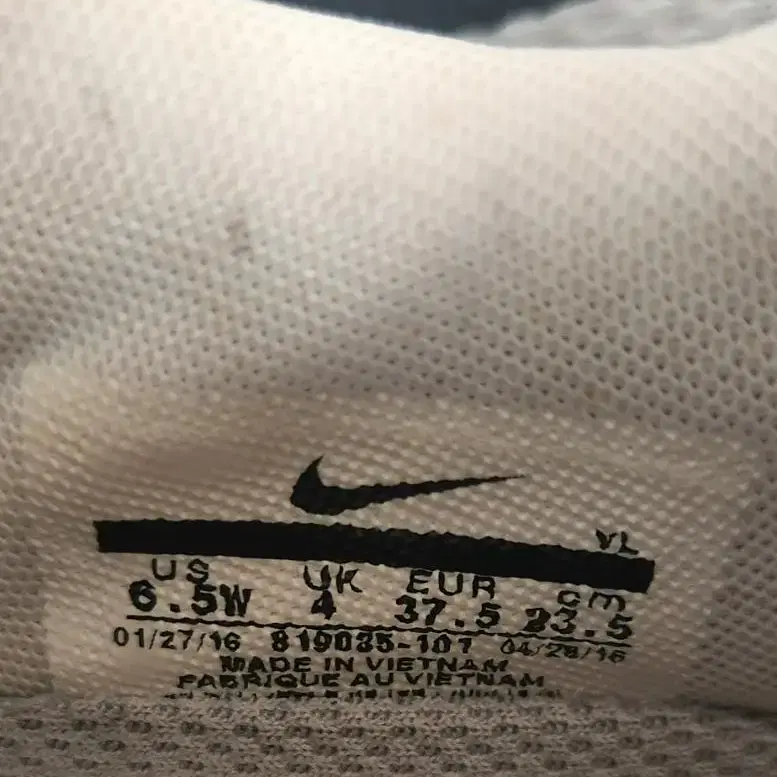 VL
US UK EUR cm
6.5W 4 37.5 23.5
01/27/16 819035-107 04/28/16
MADE IN VIETNAM
FABRIQUE AU VIETNAM